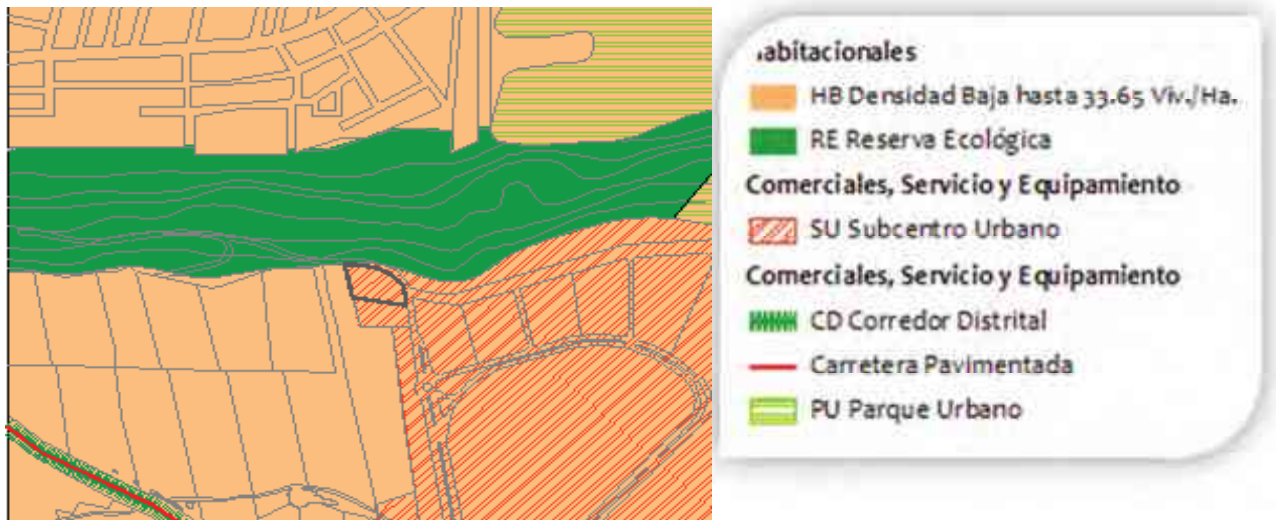 abitacionales
HB Densidad Baja hasta 33.65 Viv./Ha.
RE Reserva Ecológica
Comerciales, Servicio y Equipamiento
SU Subcentro Urbano
Comerciales, Servicio y Equipamiento
CD Corredor Distrital
Carretera Pavimentada
PU Parque Urbano